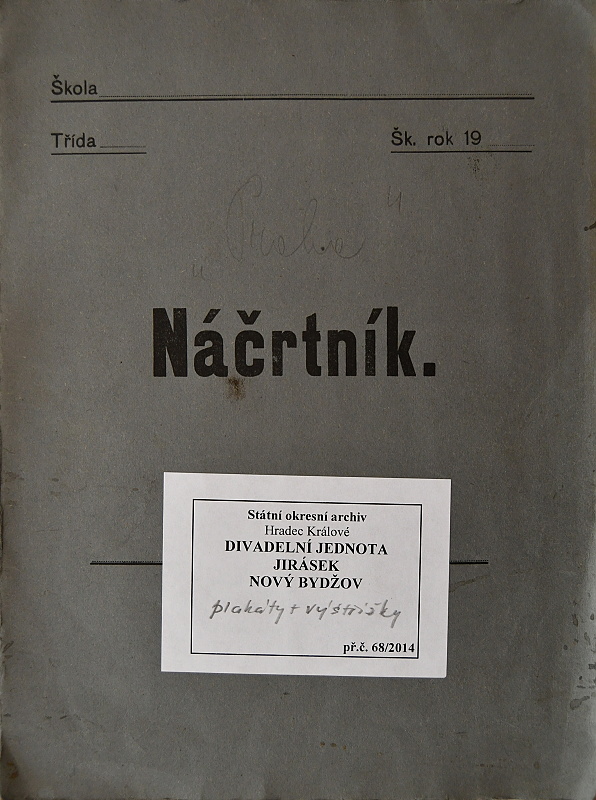 Škola
Třída
Šk. rok 19
"Praha"
Náčrtník.
Státní okresní archiv
Hradec Králové
DIVADELNÍ JEDNOTA
JIRÁSEK
NOVÝ BYDŽOV
plakáty + výstřižky
př.č. 68/2014